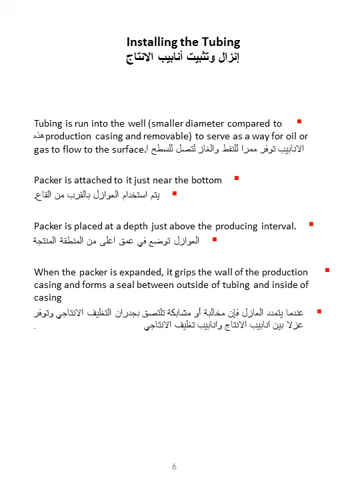 Installing the Tubing
إنزال وتثبيت أنابيب الانتاج
Tubing is run into the well (smaller diameter compared to
production casing and removable) to serve as a way for oil or هذه
gas to flow to the surface. الانابيب توفر ممرا للنفط والغاز لتصل للسطح ا
Packer is attached to it just near the bottom
يتم استخدام العوازل بالقرب من القاع.
Packer is placed at a depth just above the producing interval.
العوازل توضع في عمق اعلى من المنطقة المنتجة
When the packer is expanded, it grips the wall of the production
casing and forms a seal between outside of tubing and inside of
casing
عندما يتمدد العازل فإن مخالبة أو مشابكة تلتصق بجدران التغليف الانتاجي وتوفر
عزلا بين انابيب الانتاج وانابيب تغليف الانتاجي .
6